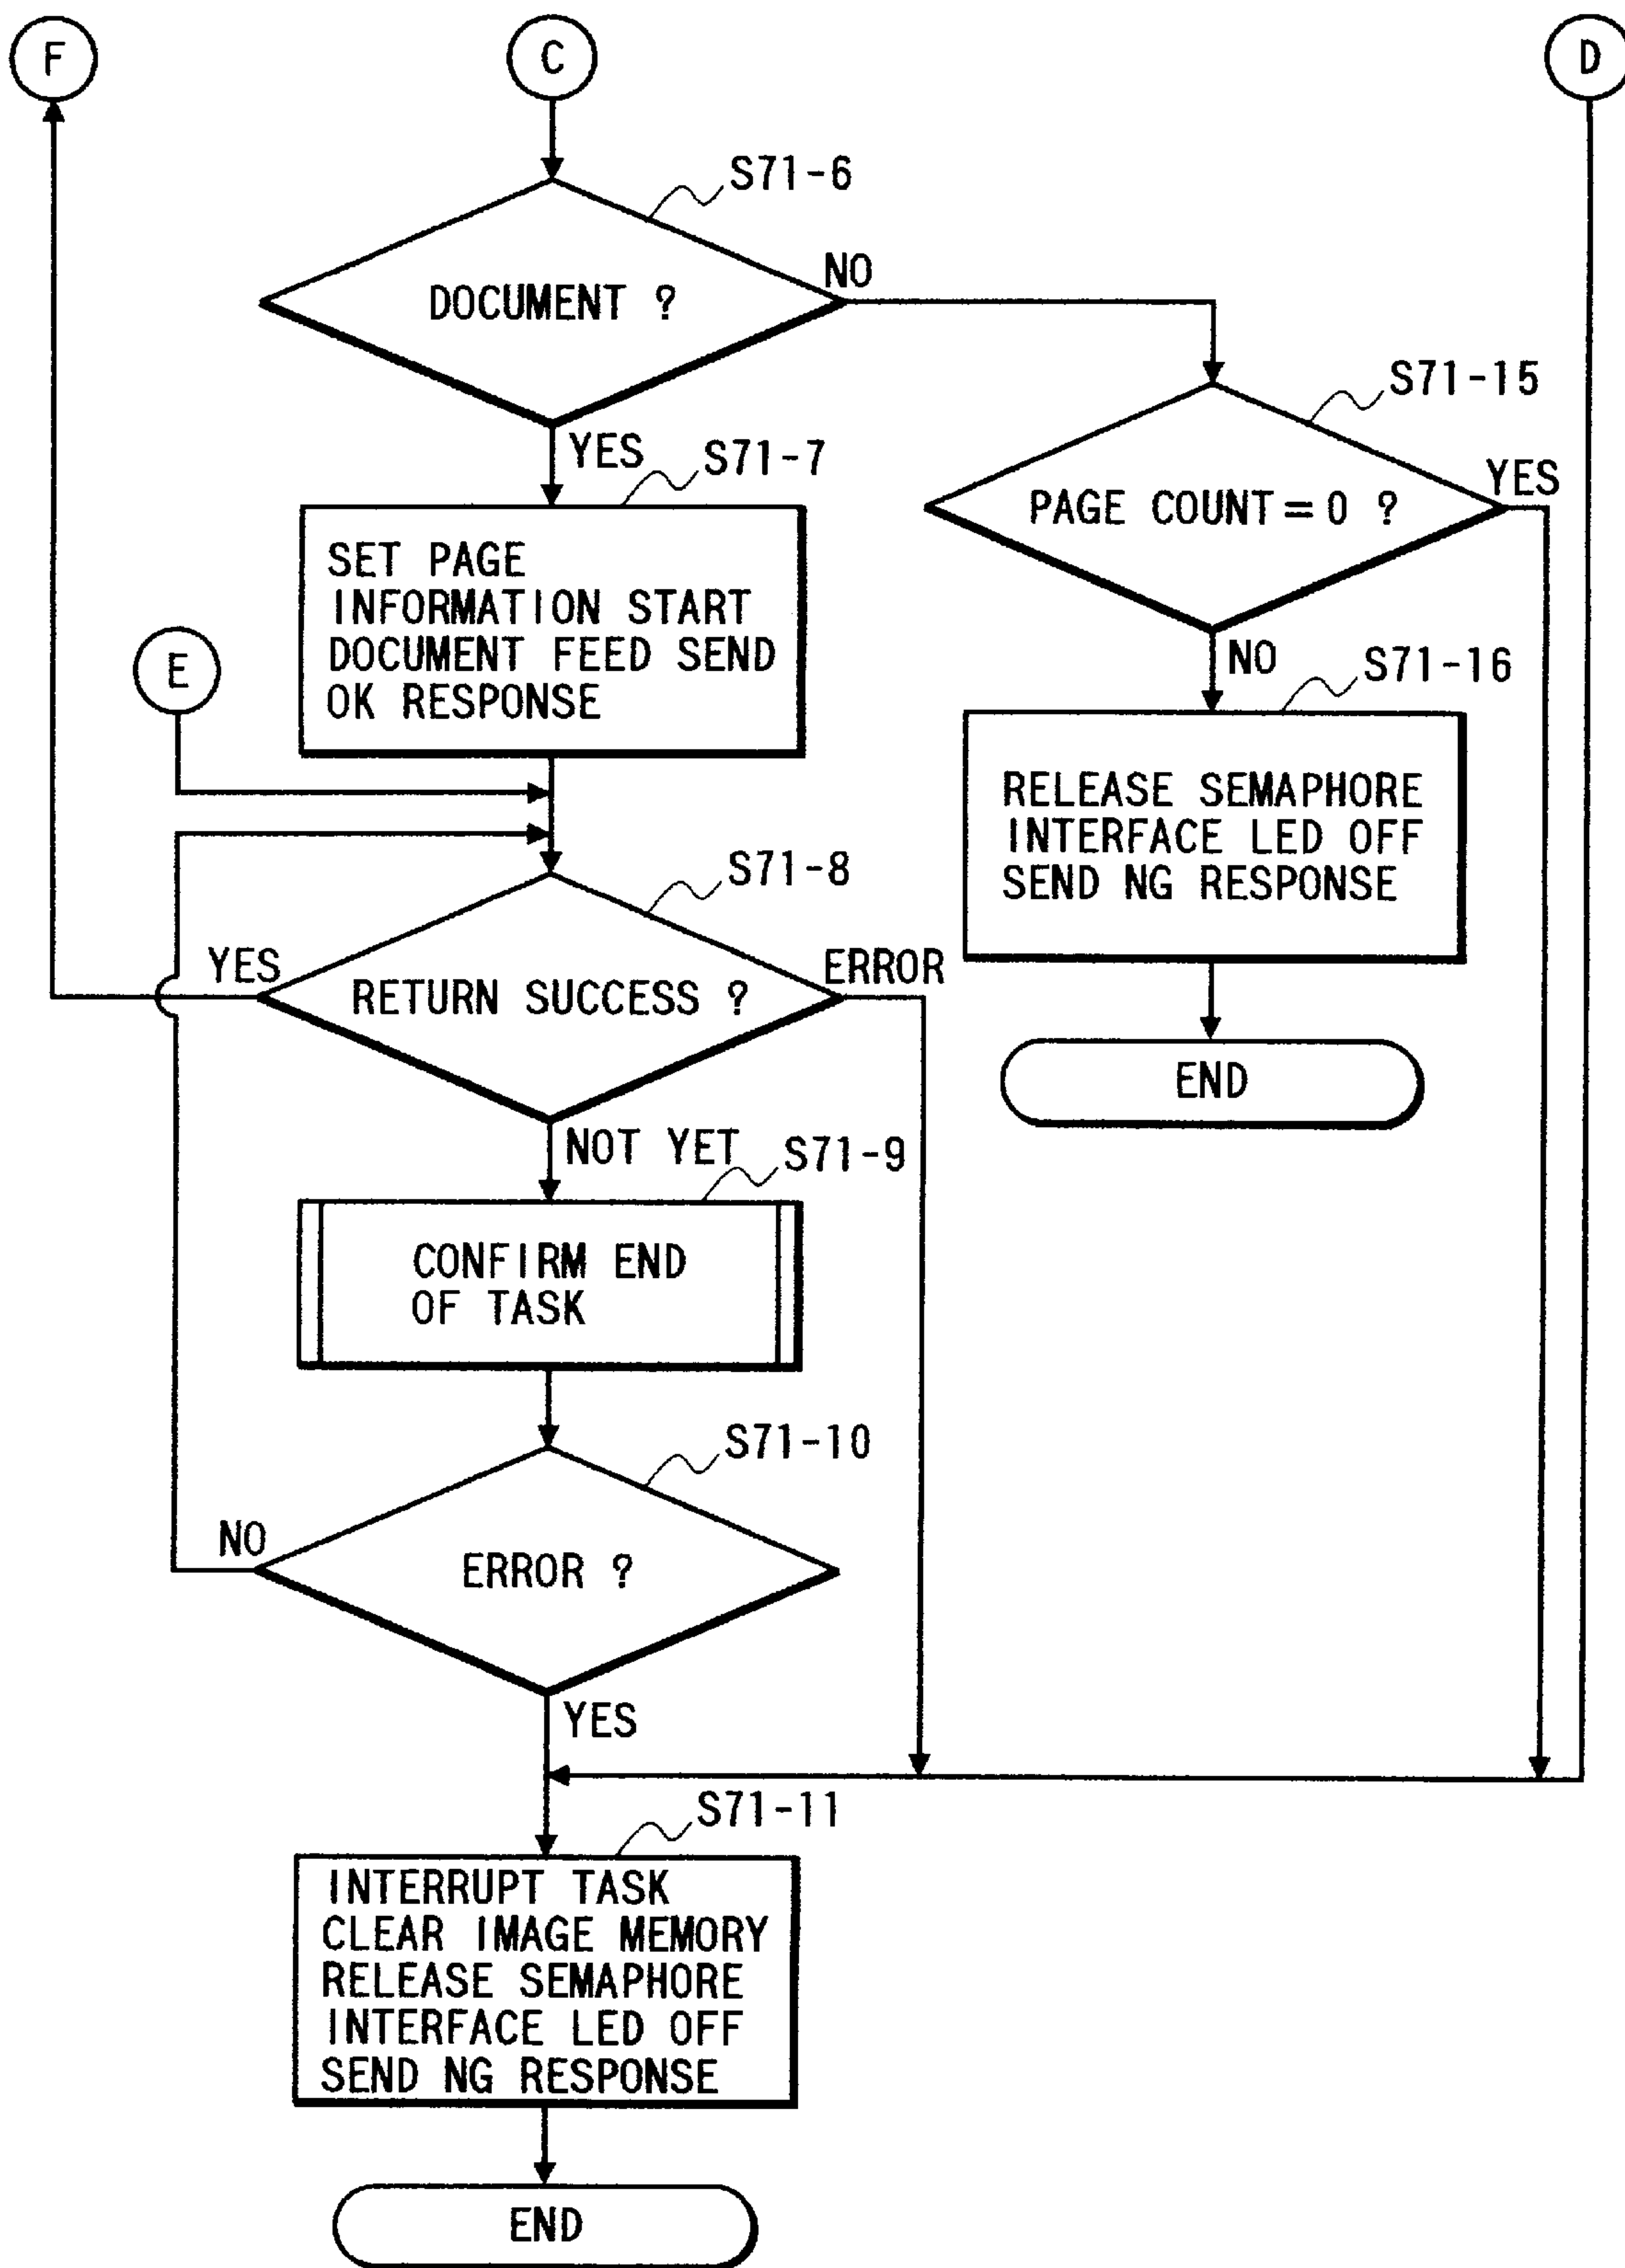 F
C
D
S71-6
DOCUMENT ?
NO
YES
S71-7
S71-15
PAGE COUNT = 0 ?
YES
SET PAGE
INFORMATION START
DOCUMENT FEED SEND
OK RESPONSE
NO
S71-16
E
RELEASE SEMAPHORE
INTERFACE LED OFF
SEND NG RESPONSE
END
S71-8
YES
RETURN SUCCESS ?
ERROR
NOT YET
S71-9
CONFIRM END
OF TASK
S71-10
NO
ERROR ?
YES
S71-11
INTERRUPT TASK
CLEAR IMAGE MEMORY
RELEASE SEMAPHORE
INTERFACE LED OFF
SEND NG RESPONSE
END